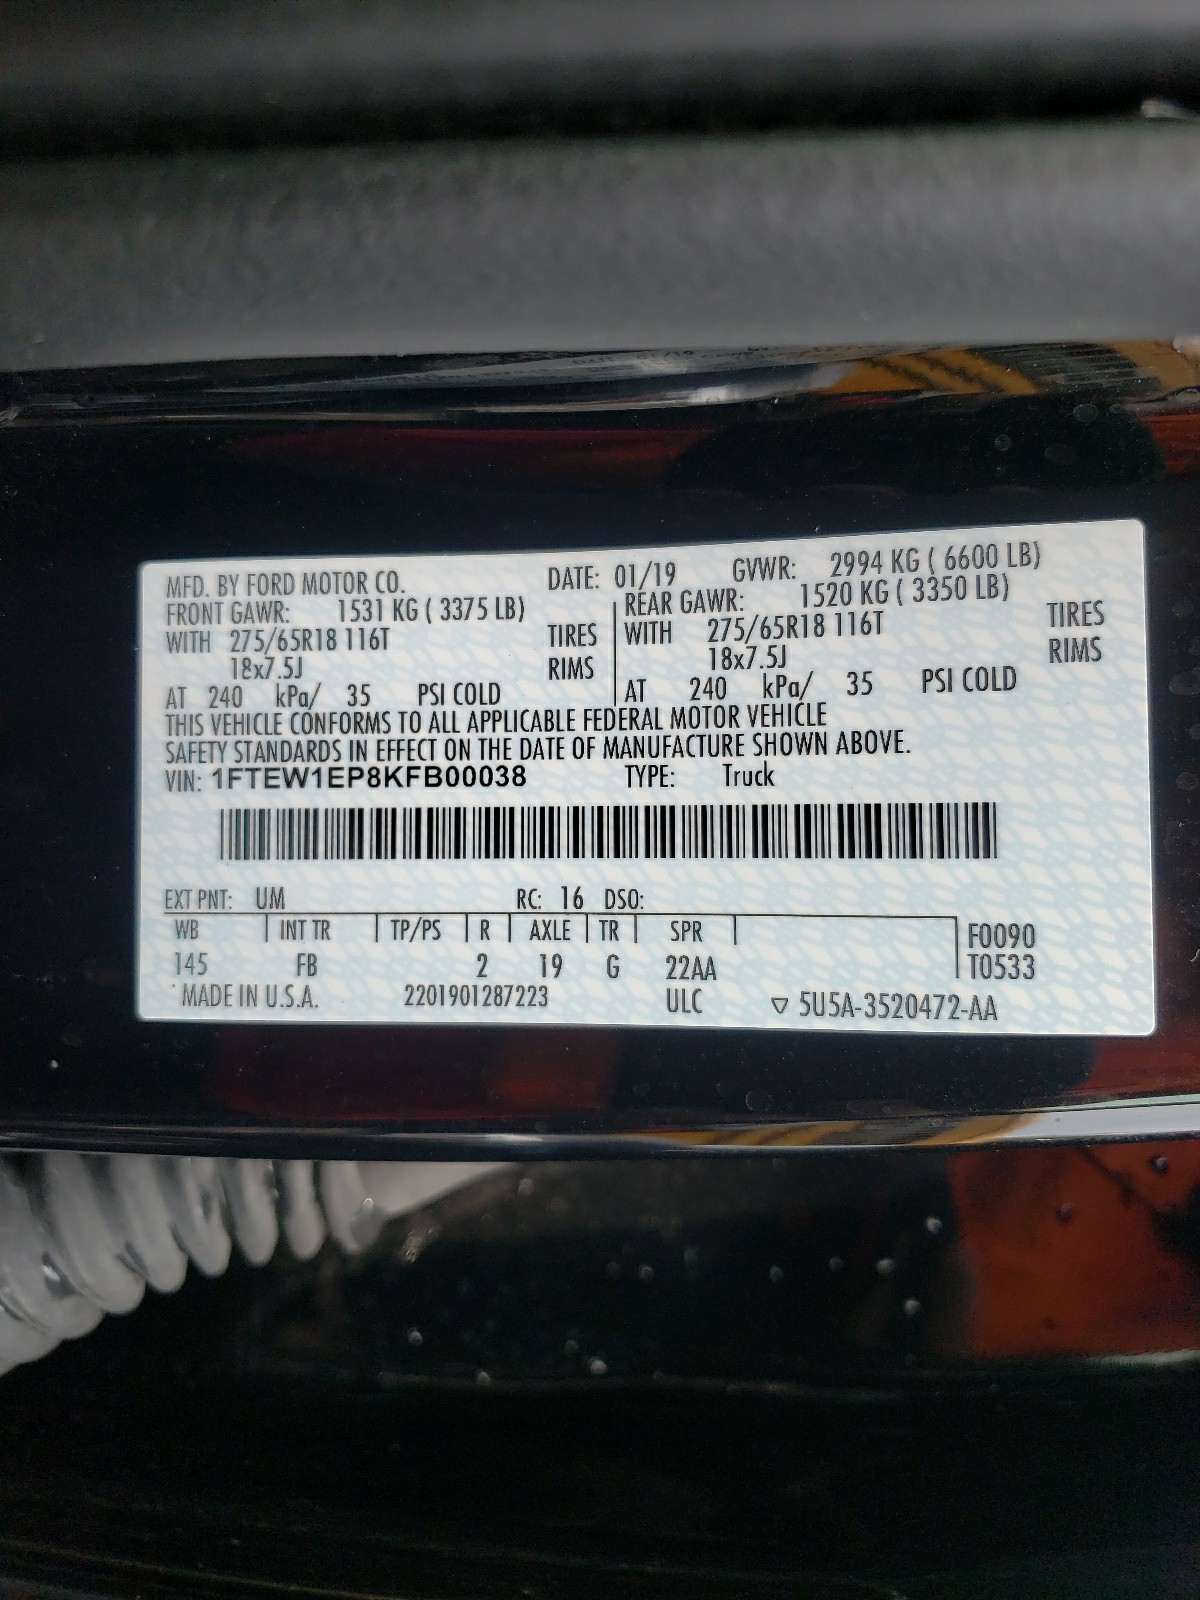 MFD. BY FORD MOTOR CO. DATE: 01/19 GVWR: 2994 KG ( 6600 LB)
FRONT GAWR: 1531 KG ( 3375 LB) REAR GAWR: 1520 KG ( 3350 LB)
WITH 275/65R18 116T TIRES WITH 275/65R18 116T TIRES
18x7.5J RIMS 18x7.5J RIMS
AT 240 kPa/ 35 PSI COLD AT 240 kPa/ 35 PSI COLD
THIS VEHICLE CONFORMS TO ALL APPLICABLE FEDERAL MOTOR VEHICLE
SAFETY STANDARDS IN EFFECT ON THE DATE OF MANUFACTURE SHOWN ABOVE.
VIN: 1FTEW1EP8KFB00038 TYPE: Truck
EXT PNT: UM RC: 16 DSO:
WB INT TR TP/PS R AXLE TR SPR F0090
145 FB 2 19 G 22AA T0533
MADE IN U.S.A. 2201901287223 ULC ▽ 5U5A-3520472-AA